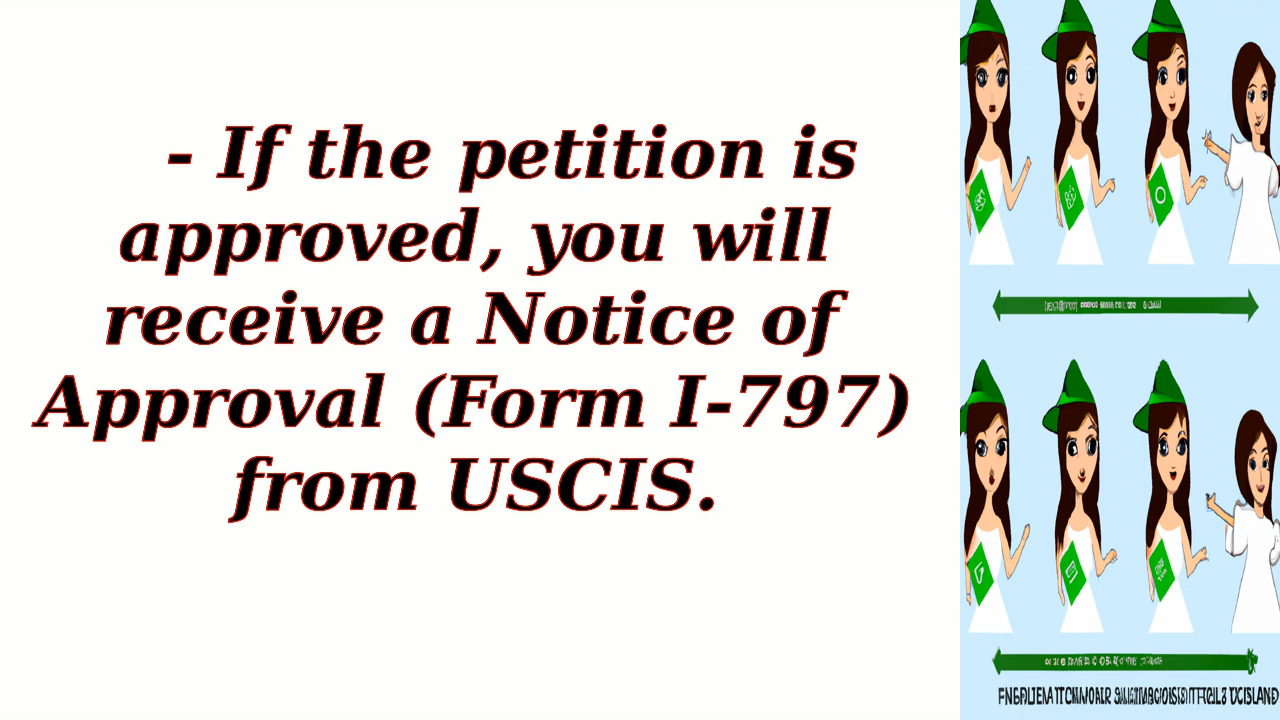 - If the petition is
approved, you will
receive a Notice of
Approval (Form I-797)
from USCIS.